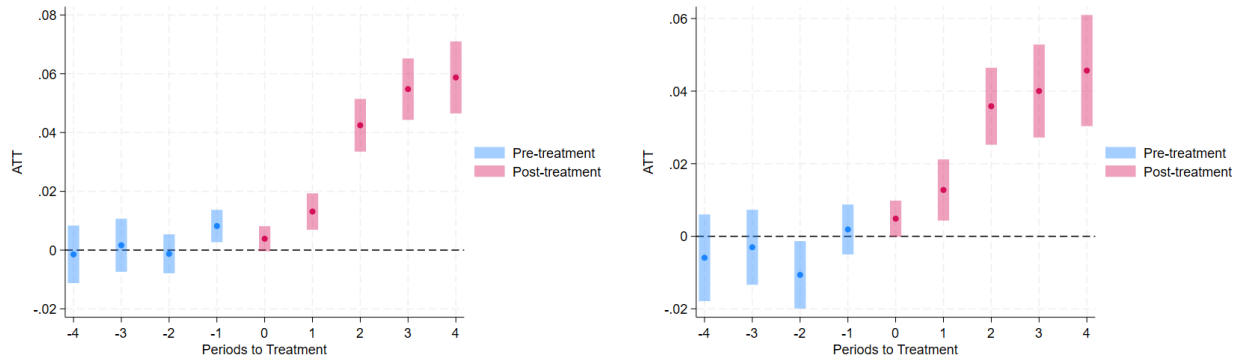 .08
.06
.04
.02
0
-.02
ATT
-4 -3 -2 -1 0 1 2 3 4
Periods to Treatment
Pre-treatment
Post-treatment
.06
.04
.02
0
-.02
ATT
-4 -3 -2 -1 0 1 2 3 4
Periods to Treatment
Pre-treatment
Post-treatment